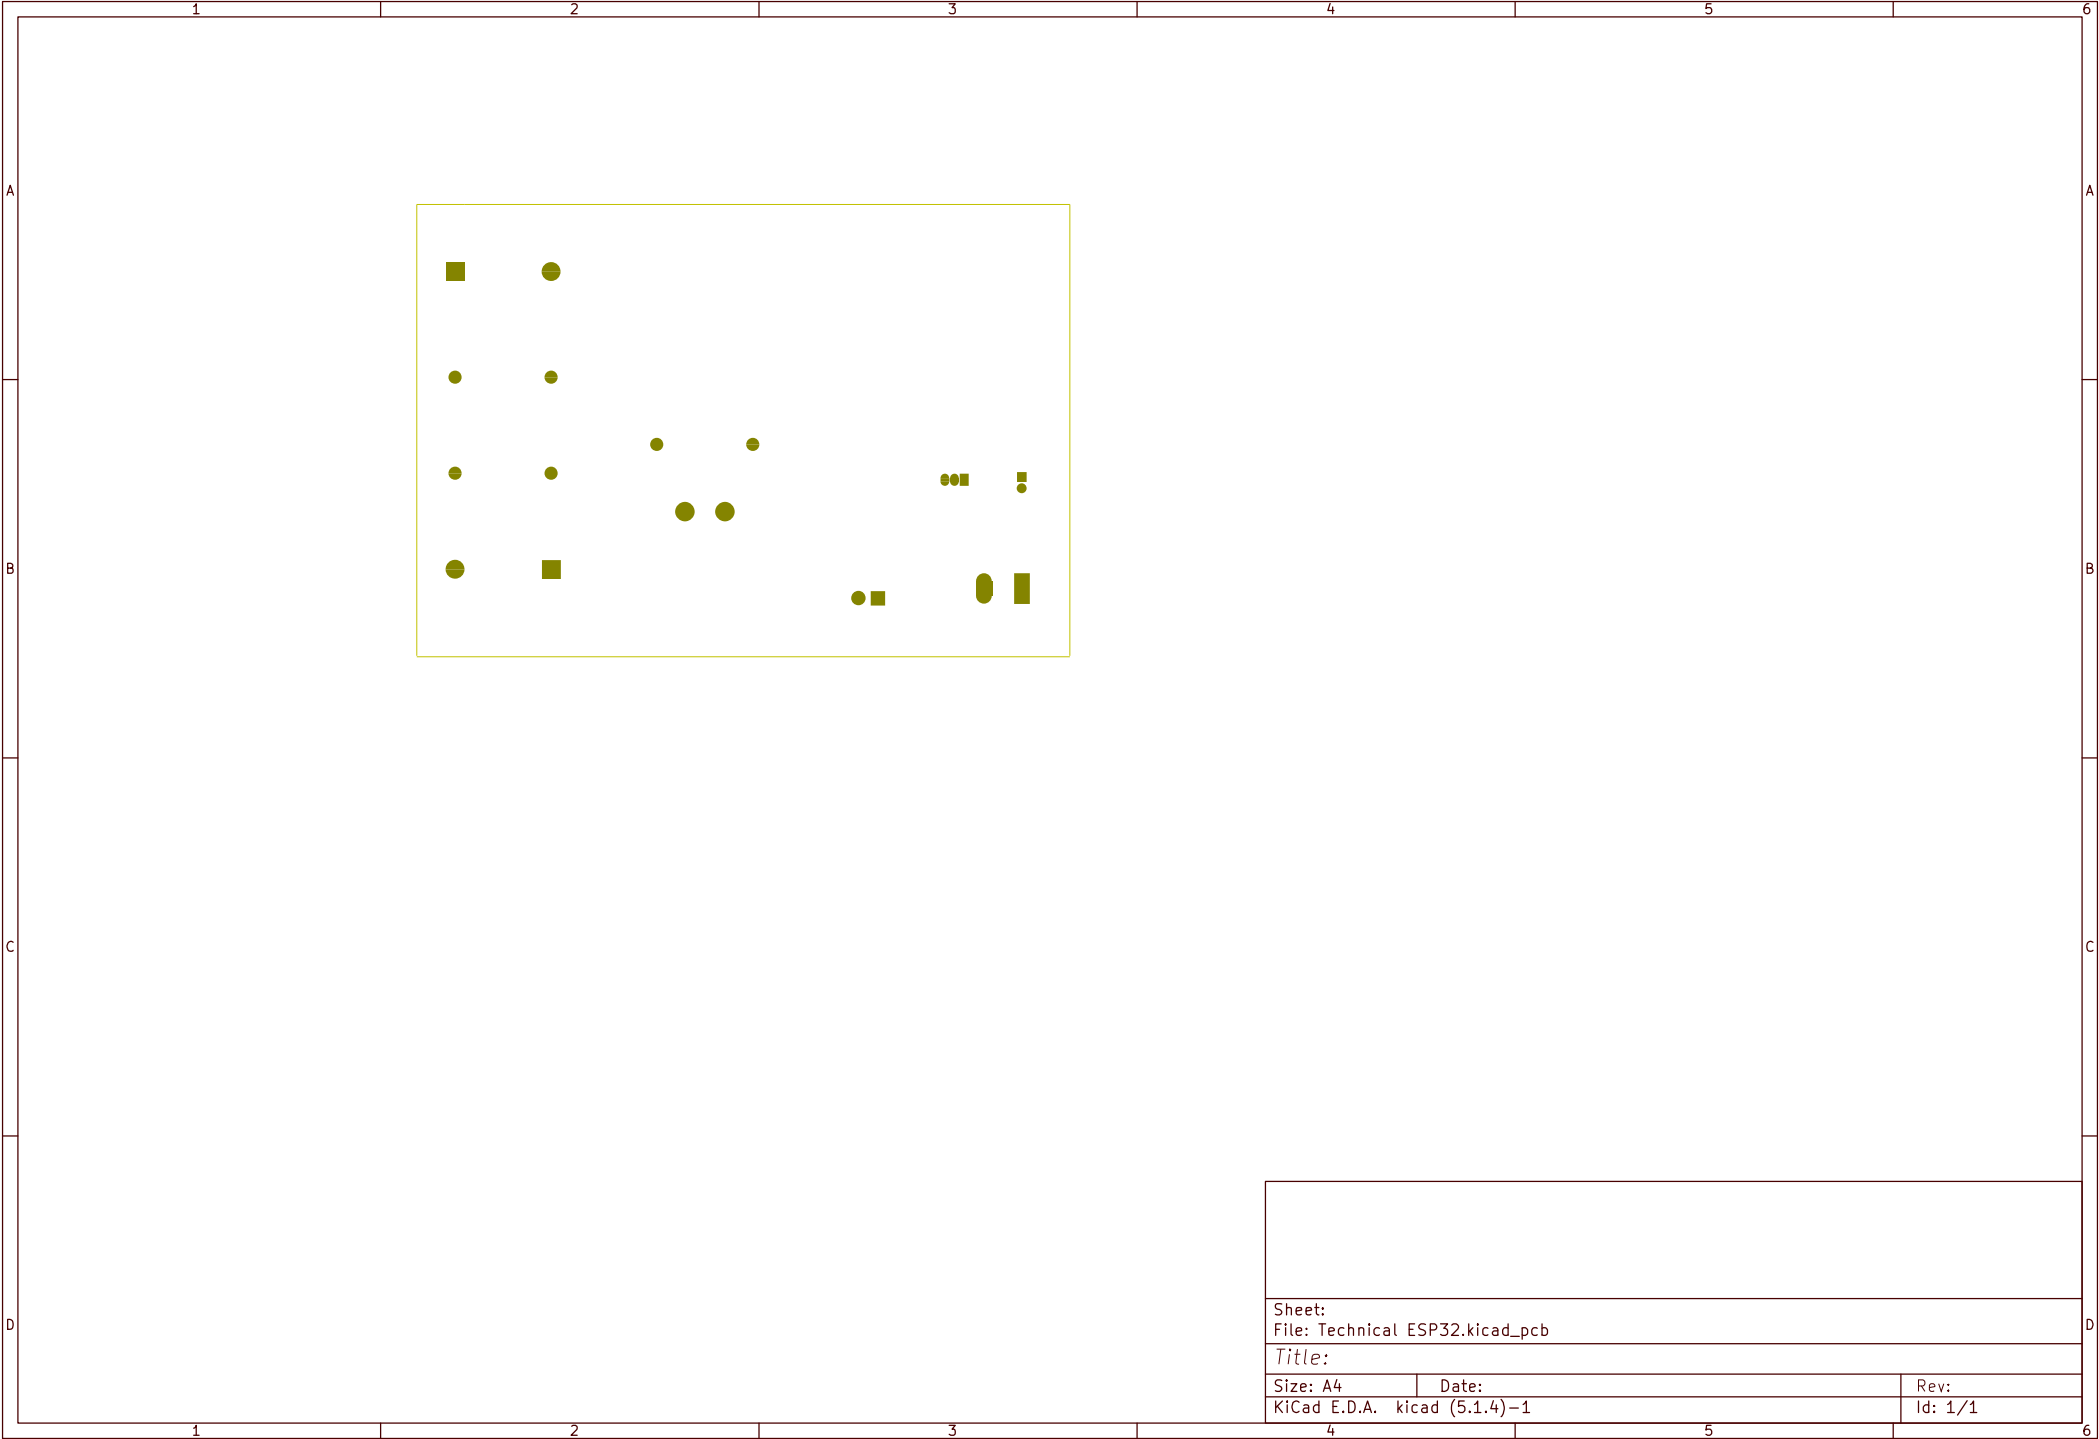 1 2 3 4 5 6
A A
B B
C C
D D
Sheet:
File: Technical ESP32.kicad_pcb
Title:
Size: A4 Date: Rev:
KiCad E.D.A. kicad (5.1.4)-1 Id: 1/1
1 2 3 4 5 6